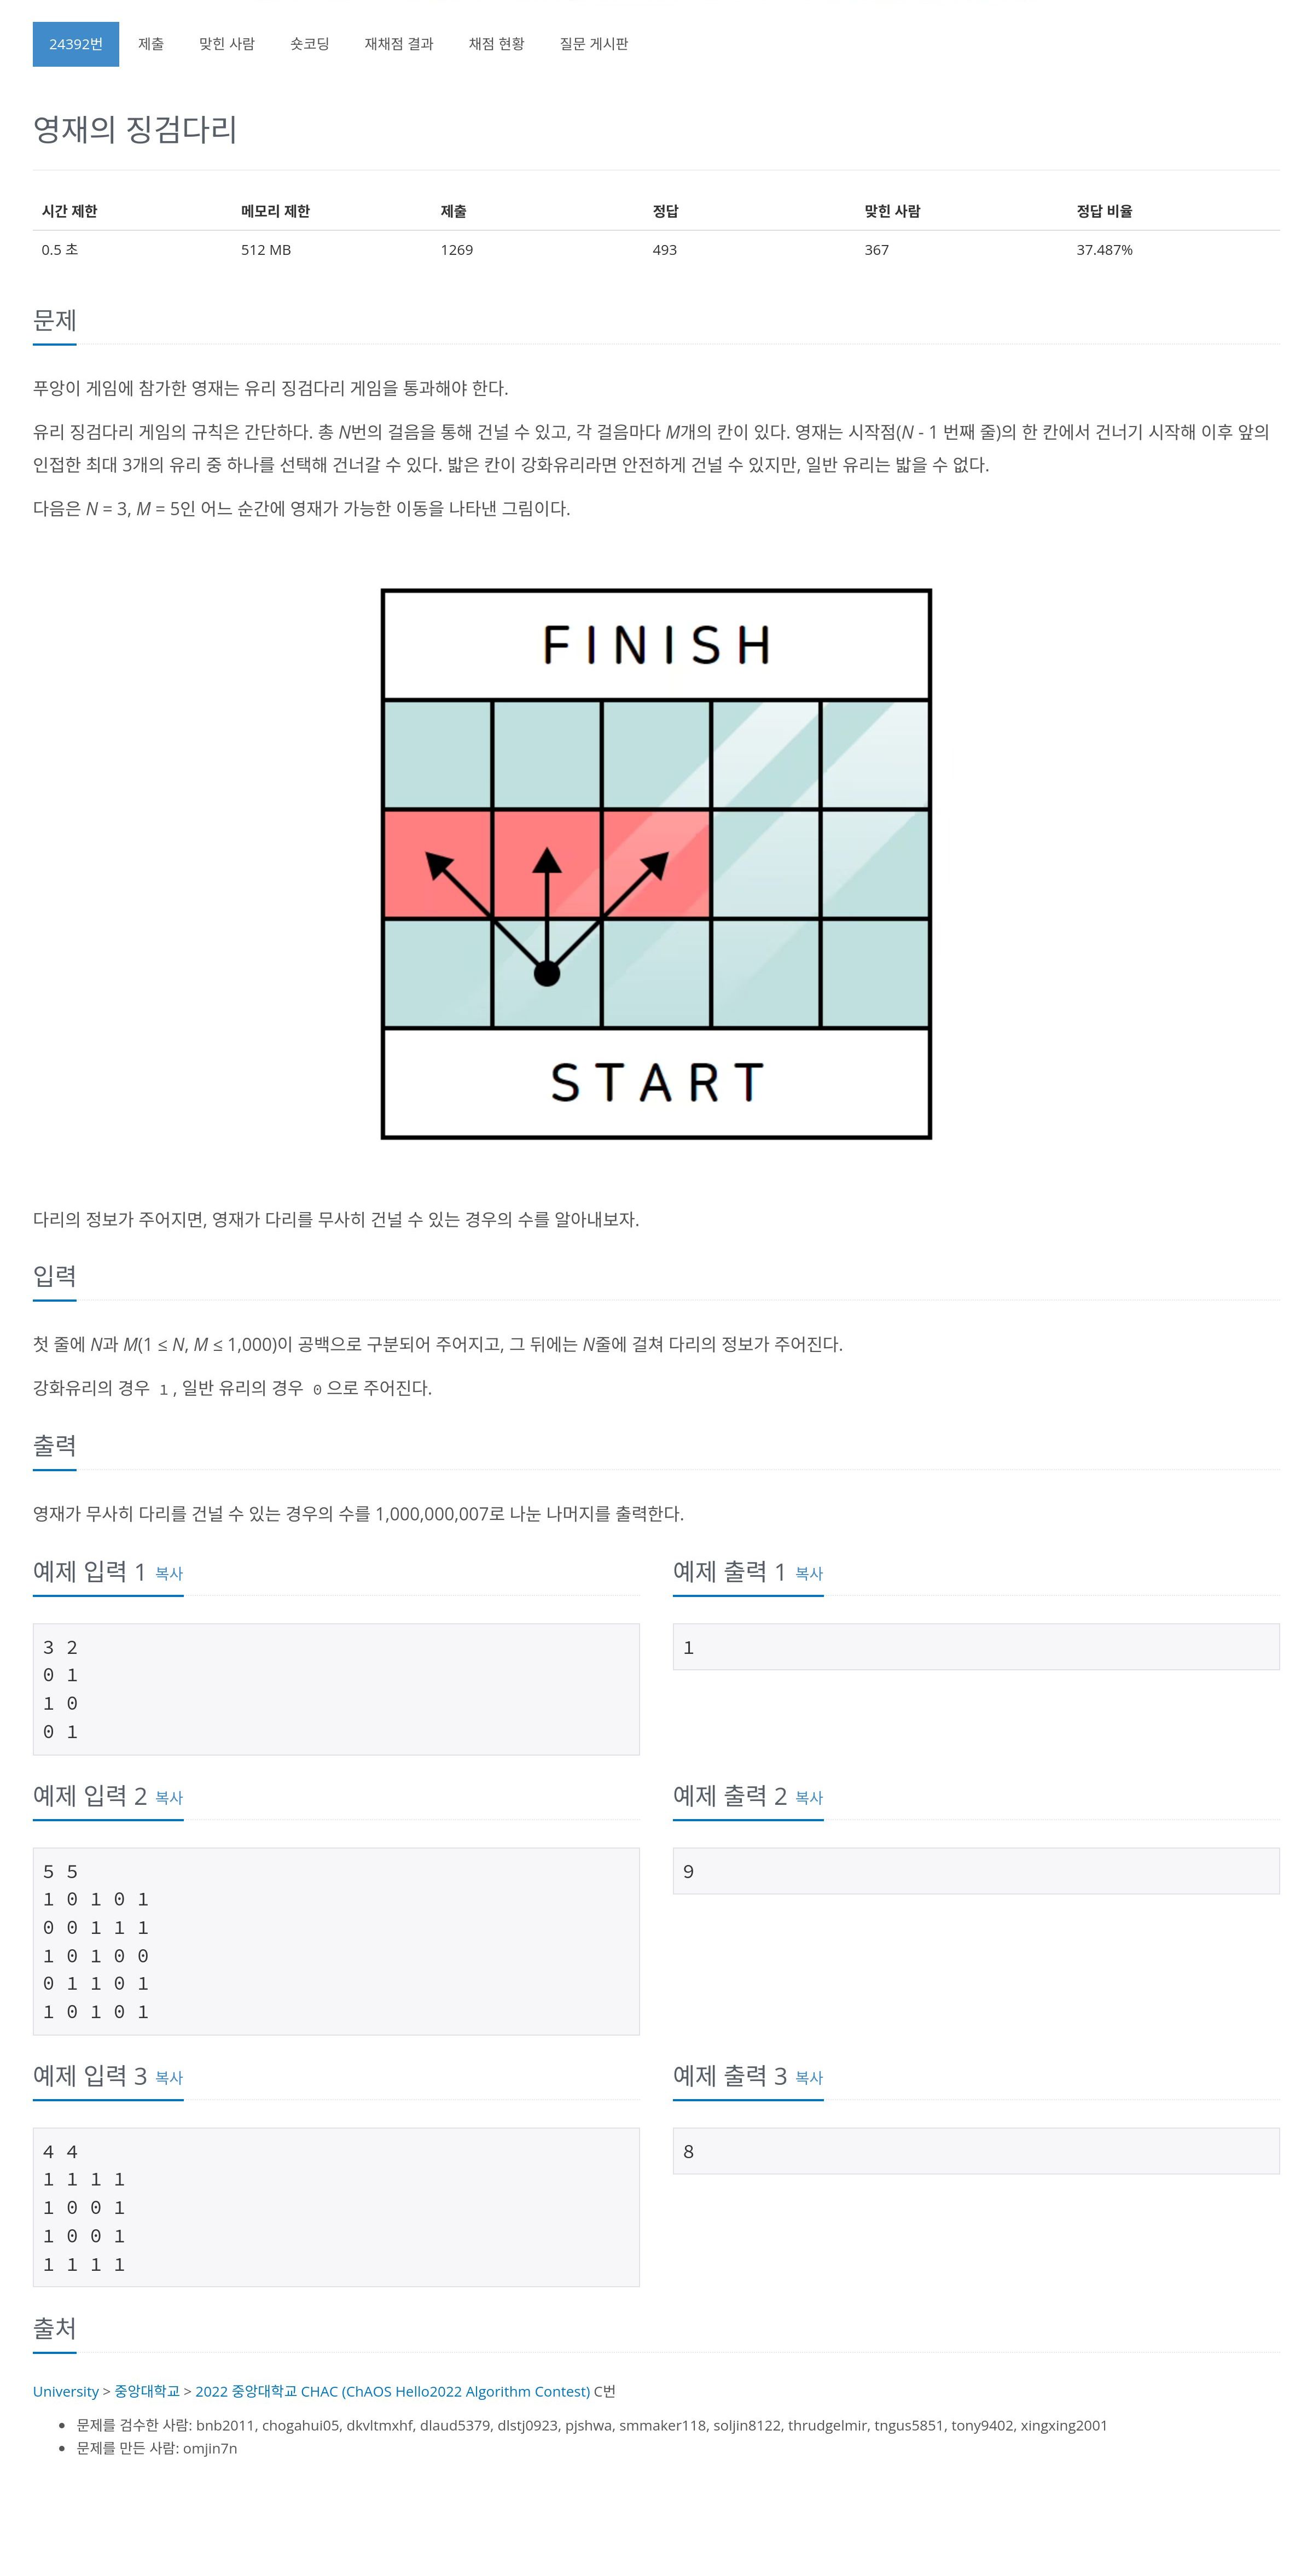 24392번 제출 맞힌 사람 숏코딩 재채점 결과 채점 현황 질문 게시판
영재의 징검다리
시간 제한 메모리 제한 제출 정답 맞힌 사람 정답 비율
0.5 초 512 MB 1269 493 367 37.487%
문제
푸앙이 게임에 참가한 영재는 유리 징검다리 게임을 통과해야 한다.
유리 징검다리 게임의 규칙은 간단하다. 총 N번의 걸음을 통해 건널 수 있고, 각 걸음마다 M개의 칸이 있다. 영재는 시작점(N - 1 번째 줄)의 한 칸에서 건너기 시작해 이후 앞의
인접한 최대 3개의 유리 중 하나를 선택해 건너갈 수 있다. 밟은 칸이 강화유리라면 안전하게 건널 수 있지만, 일반 유리는 밟을 수 없다.
다음은 N = 3, M = 5인 어느 순간에 영재가 가능한 이동을 나타낸 그림이다.
FINISH
START
다리의 정보가 주어지면, 영재가 다리를 무사히 건널 수 있는 경우의 수를 알아내보자.
입력
첫 줄에 N과 M(1 ≤ N, M ≤ 1,000)이 공백으로 구분되어 주어지고, 그 뒤에는 N줄에 걸쳐 다리의 정보가 주어진다.
강화유리의 경우 1, 일반 유리의 경우 0으로 주어진다.
출력
영재가 무사히 다리를 건널 수 있는 경우의 수를 1,000,000,007로 나눈 나머지를 출력한다.
예제 입력 1 복사
3 2
0 1
1 0
0 1
예제 출력 1 복사
1
예제 입력 2 복사
5 5
1 0 1 0 1
0 0 1 1 1
1 0 1 0 0
0 1 1 0 1
1 0 1 0 1
예제 출력 2 복사
9
예제 입력 3 복사
4 4
1 1 1 1
1 0 0 1
1 0 0 1
1 1 1 1
예제 출력 3 복사
8
출처
University > 중앙대학교 > 2022 중앙대학교 CHAC (ChAOS Hello2022 Algorithm Contest) C번
• 문제를 검수한 사람: bnb2011, chogahui05, dkvltmxhf, dlaud5379, dlstj0923, pjshwa, smmaker118, soljin8122, thrudgelmir, tngus5851, tony9402, xingxing2001
• 문제를 만든 사람: omjin7n